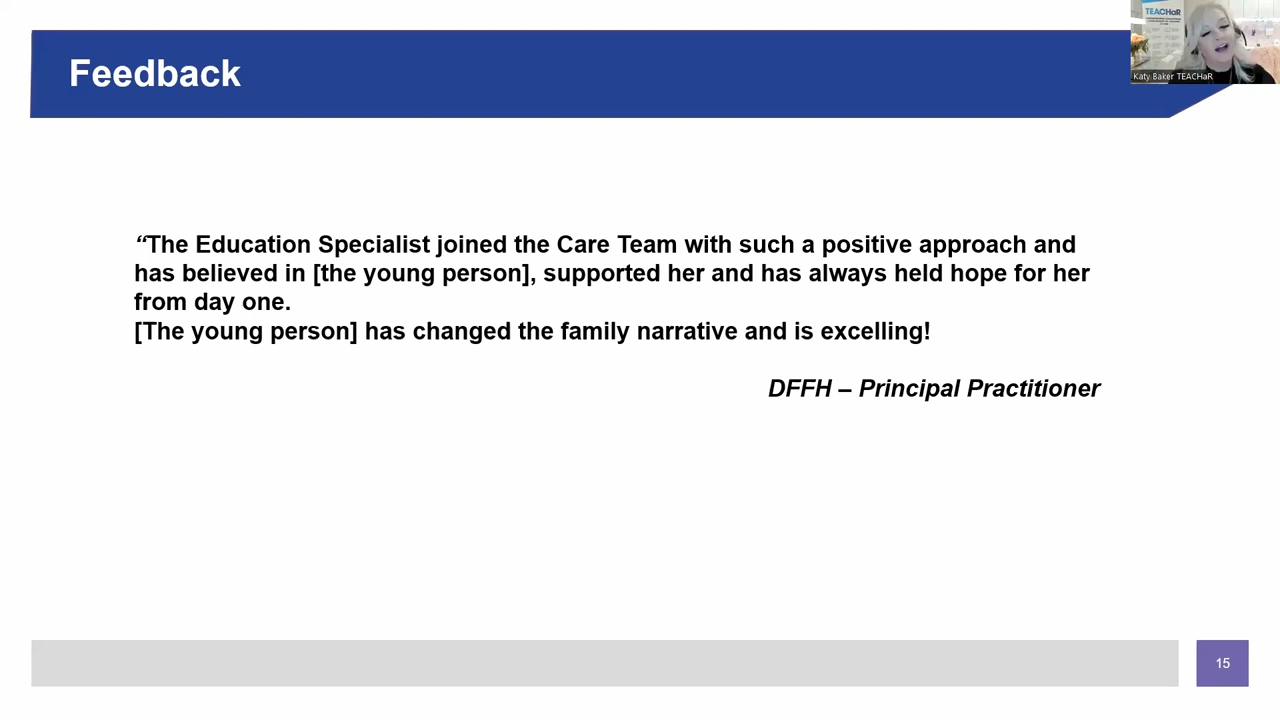 Feedback
TEACHaR
Katy Baker TEACHaR
“The Education Specialist joined the Care Team with such a positive approach and
has believed in [the young person], supported her and has always held hope for her
from day one.
[The young person] has changed the family narrative and is excelling!
DFFH – Principal Practitioner
15